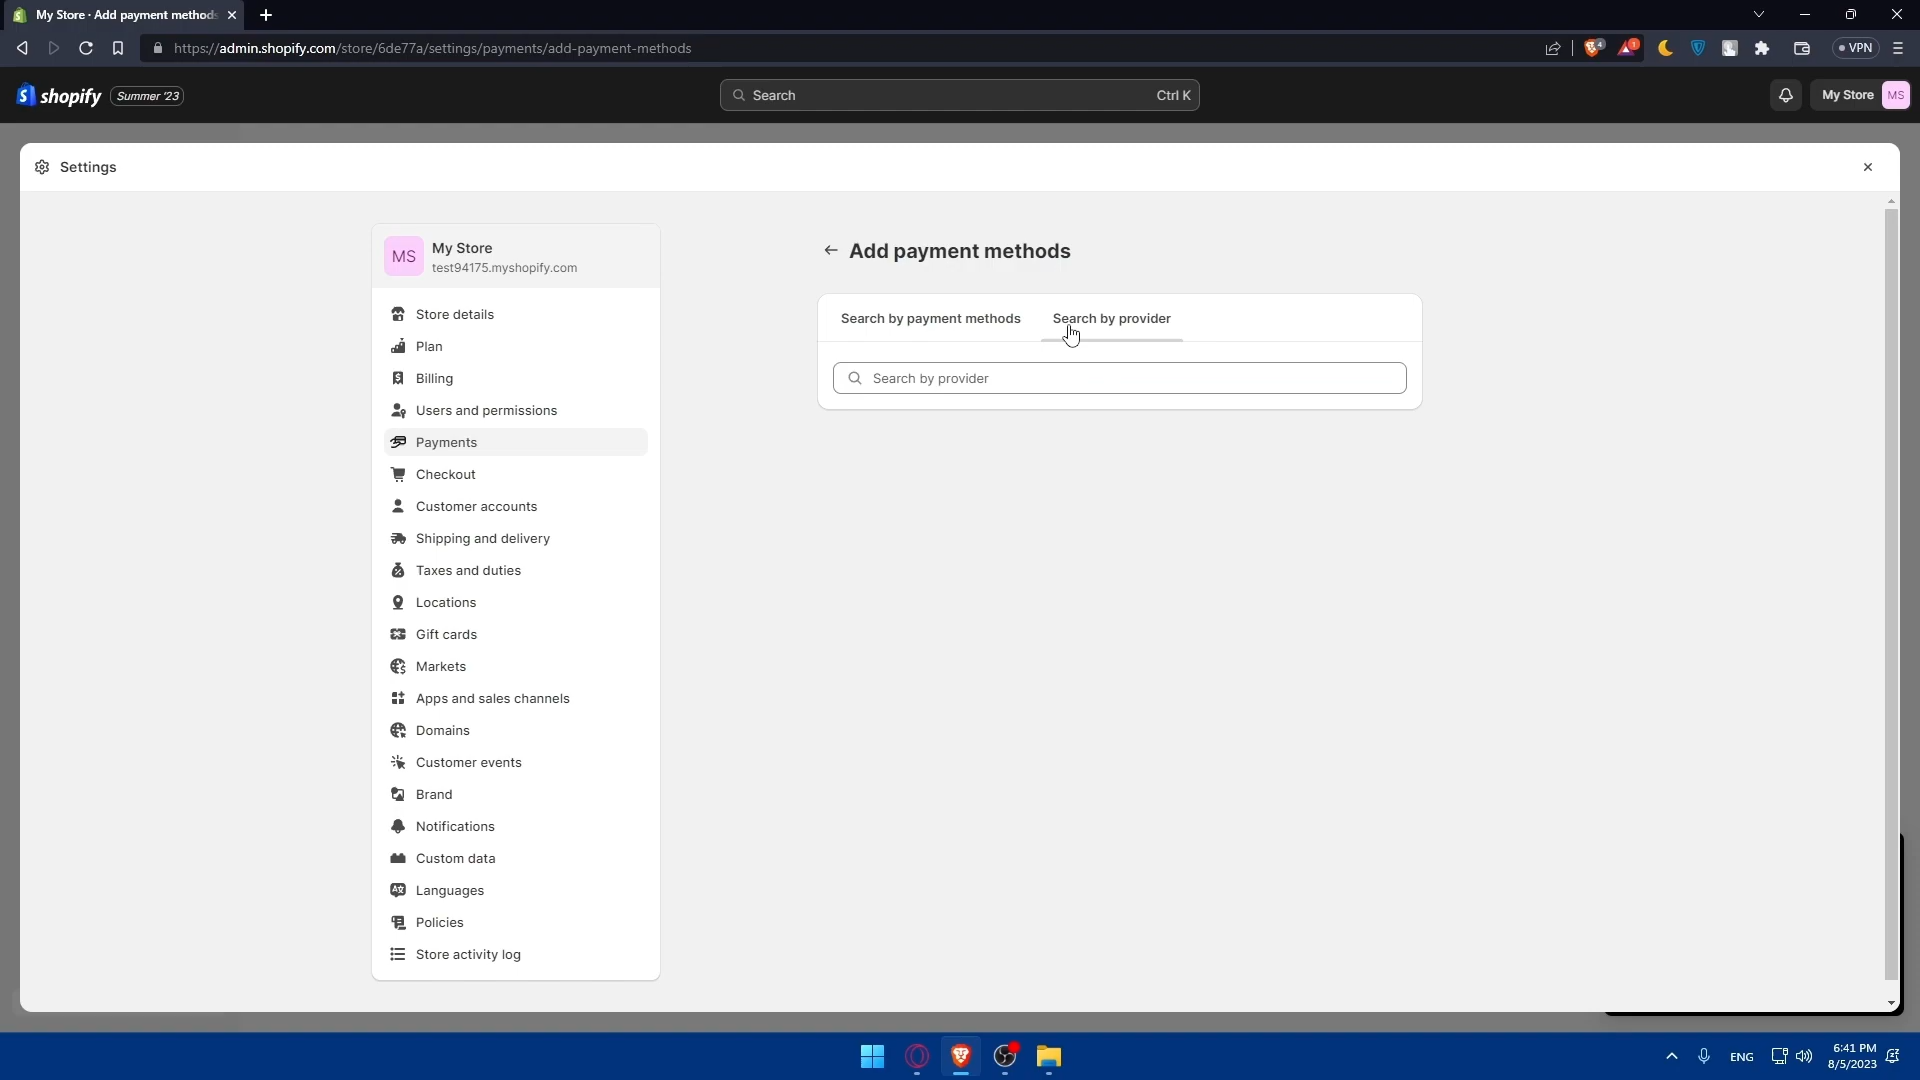 My Store · Add payment methods
https://admin.shopify.com/store/6de77a/settings/payments/add-payment-methods
4
1
VPN
shopify
Summer '23
Search
Ctrl K
My Store
MS
Settings
MS
My Store
test94175.myshopify.com
Store details
Plan
Billing
Users and permissions
Payments
Checkout
Customer accounts
Shipping and delivery
Taxes and duties
Locations
Gift cards
Markets
Apps and sales channels
Domains
Customer events
Brand
Notifications
Custom data
Languages
Policies
Store activity log
Add payment methods
Search by payment methods
Search by provider
Search by provider
ENG
6:41 PM
8/5/2023